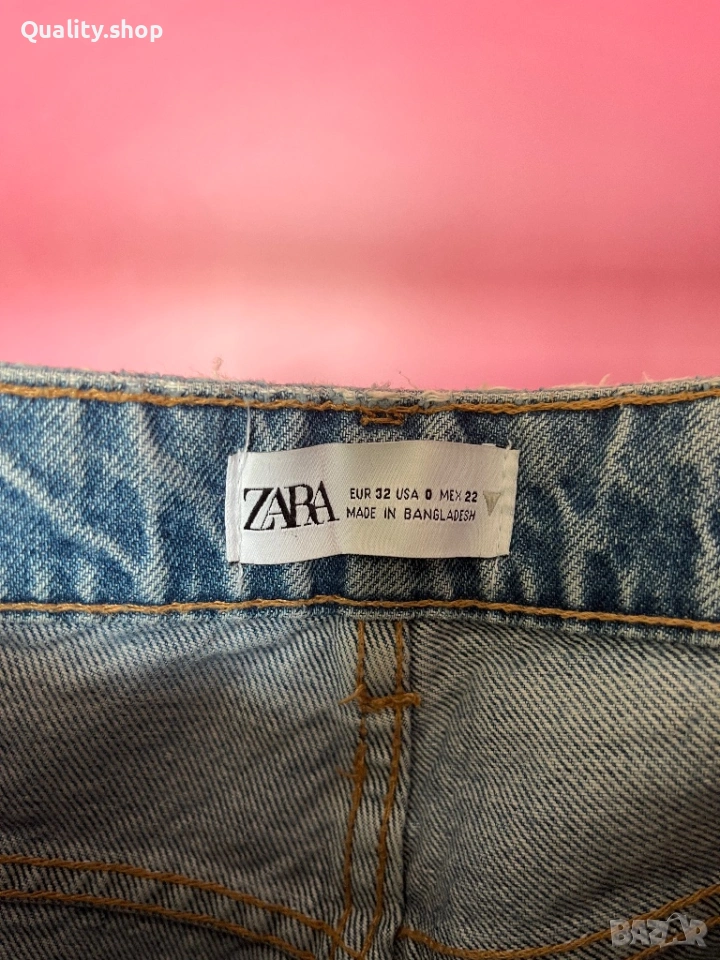 Quality.shop
ZARA
EUR 32 USA 0 MEX 22
MADE IN BANGLADESH
BAZAR